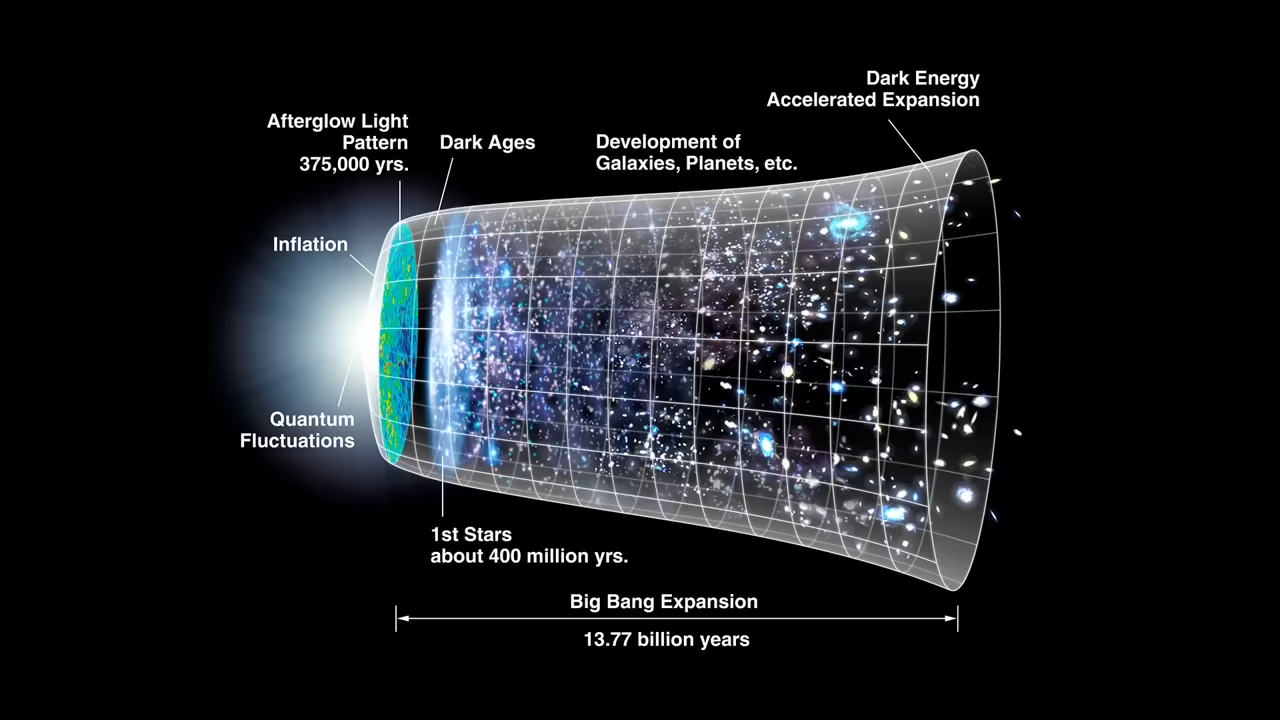 Dark Energy
Accelerated Expansion
Afterglow Light
Pattern
375,000 yrs.
Dark Ages
Development of
Galaxies, Planets, etc.
Inflation
Quantum
Fluctuations
1st Stars
about 400 million yrs.
Big Bang Expansion
13.77 billion years